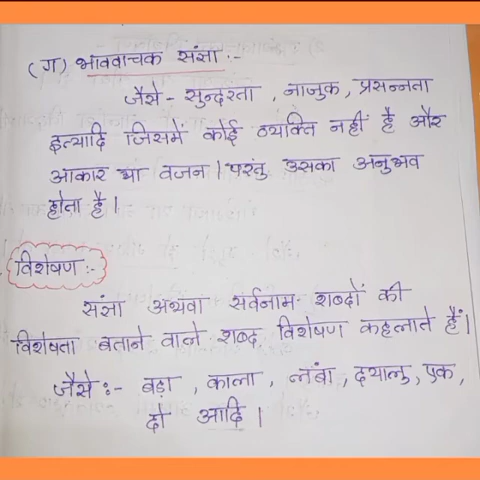 (ग) भाववाचक संज्ञा :-
जैसे - सुन्दरता , नाजुक , प्रसन्नता
इत्यादि जिसमें कोई व्यक्ति नहीं है और
आकार या वजन । परंतु उसका अनुभव
होता है ।
विशेषण :-
संज्ञा अथवा सर्वनाम शब्दों की
विशेषता बताने वाले शब्द विशेषण कहलाते हैं।
जैसे :- बड़ा , काला , लंबा , दयालु , एक ,
दो आदि ।